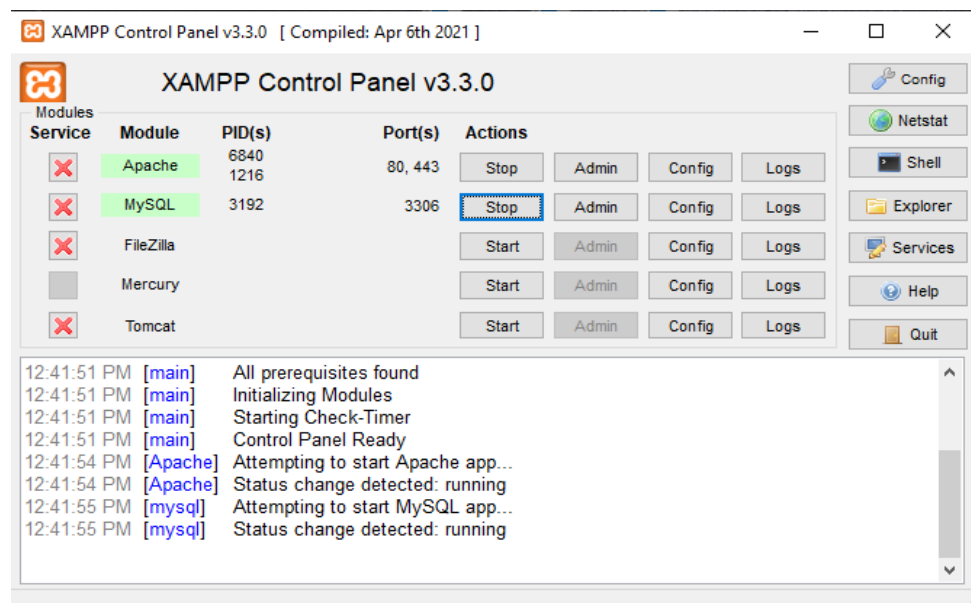 XAMPP Control Panel v3.3.0 [ Compiled: Apr 6th 2021 ]
XAMPP Control Panel v3.3.0
Config
Modules
Service Module PID(s) Port(s) Actions
Netstat
Apache 6840 1216 80, 443 Stop Admin Config Logs
Shell
MySQL 3192 3306 Stop Admin Config Logs
Explorer
FileZilla Start Admin Config Logs
Services
Mercury Start Admin Config Logs
Help
Tomcat Start Admin Config Logs
Quit
12:41:51 PM [main] All prerequisites found
12:41:51 PM [main] Initializing Modules
12:41:51 PM [main] Starting Check-Timer
12:41:51 PM [main] Control Panel Ready
12:41:54 PM [Apache] Attempting to start Apache app...
12:41:54 PM [Apache] Status change detected: running
12:41:55 PM [mysql] Attempting to start MySQL app...
12:41:55 PM [mysql] Status change detected: running